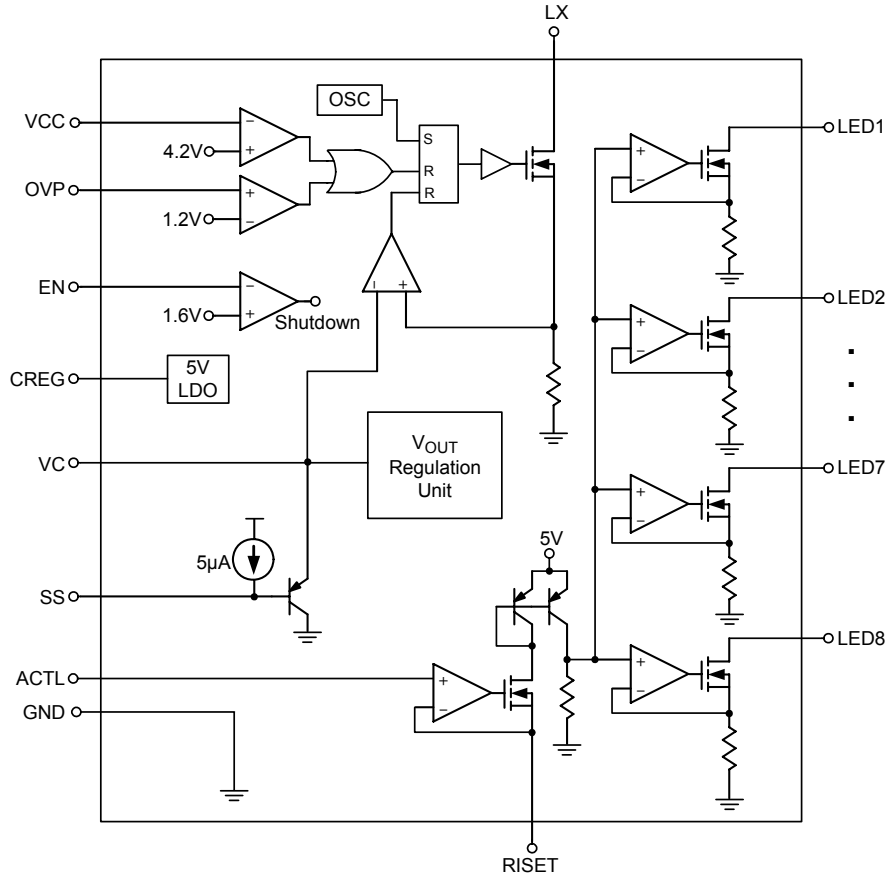 LX
OSC
VCC
−
+
4.2V
S
R
R
OVP
+
−
1.2V
−
+
EN
−
+
1.6V
Shutdown
CREG
5V
LDO
VC
VOUT
Regulation
Unit
5µA
SS
5V
ACTL
+
−
GND
RISET
+
−
LED1
+
−
LED2
+
−
LED7
+
−
LED8